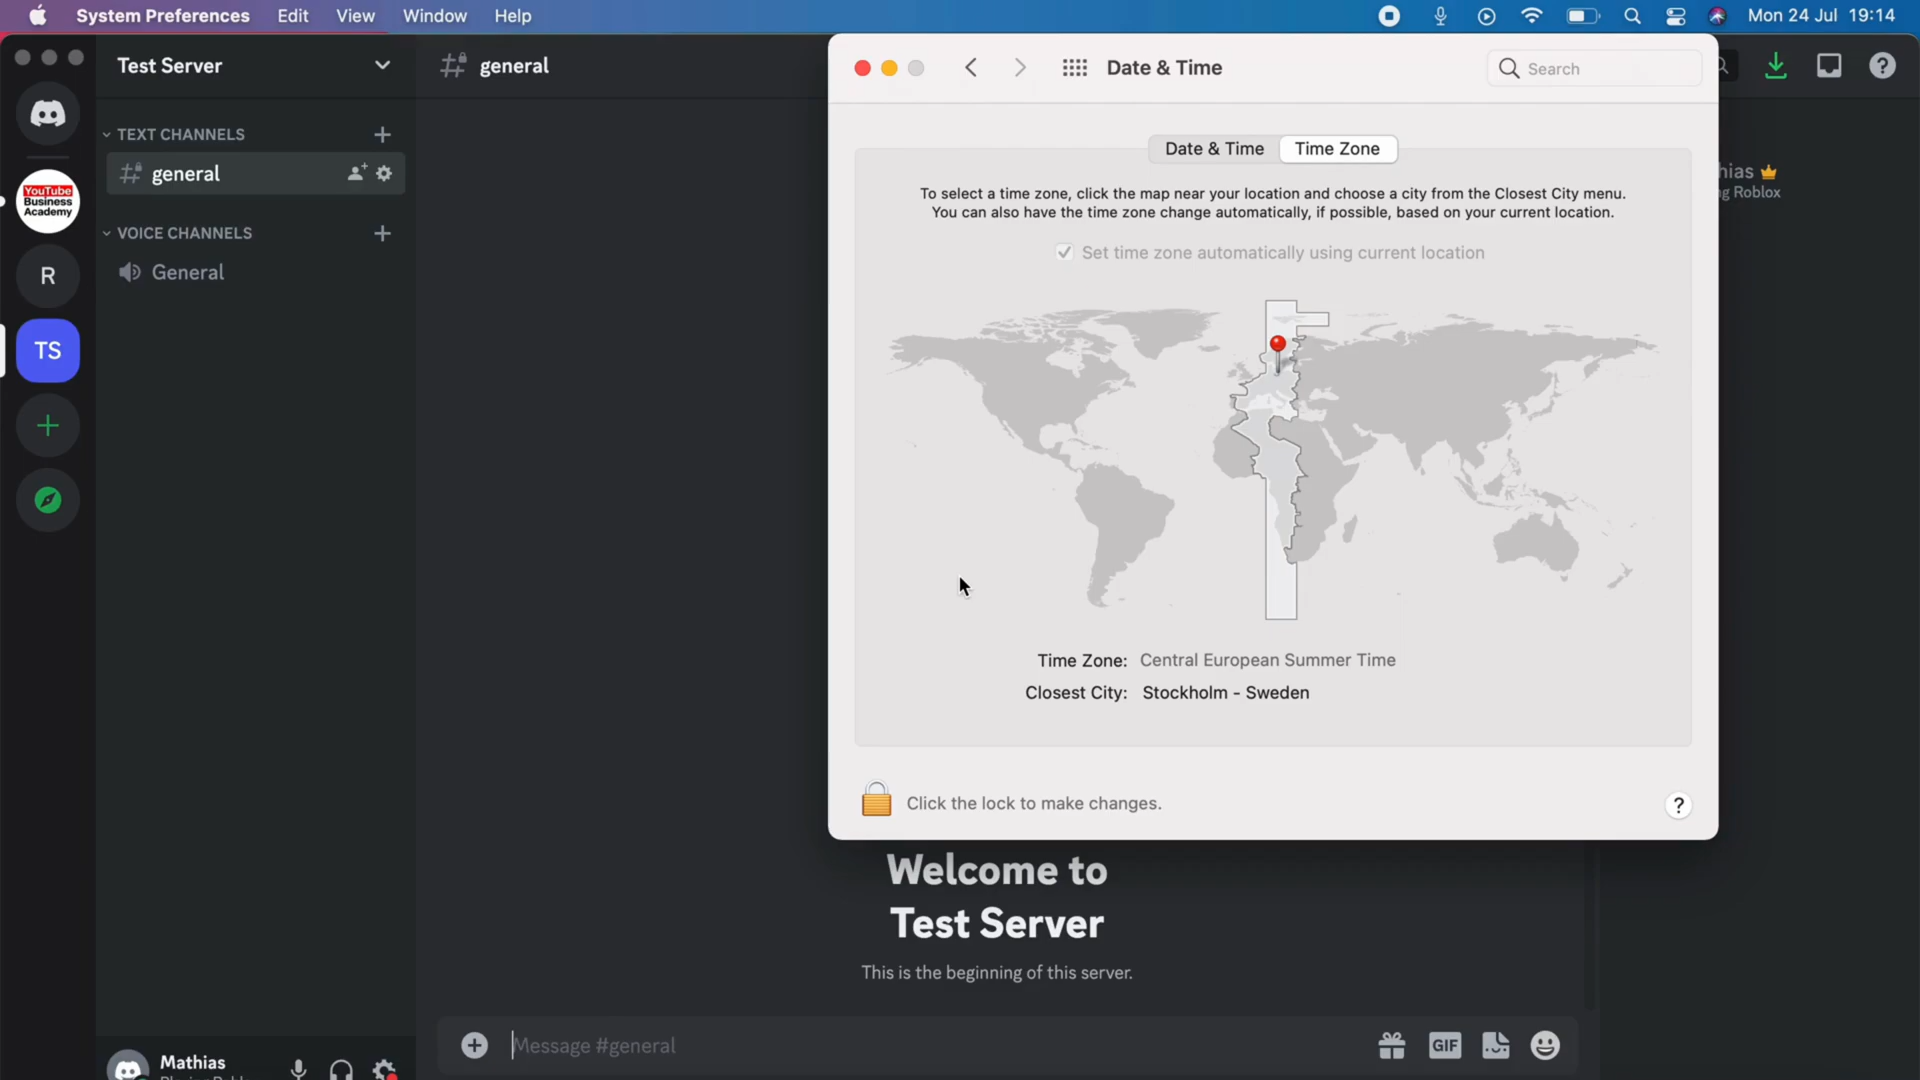 System Preferences Edit View Window Help Mon 24 Jul 19:14
Test Server
general
Date & Time
Search
TEXT CHANNELS
general
YouTube
Business
Academy
VOICE CHANNELS
General
R
TS
Date & Time Time Zone
To select a time zone, click the map near your location and choose a city from the Closest City menu.
You can also have the time zone change automatically, if possible, based on your current location.
Set time zone automatically using current location
Time Zone: Central European Summer Time
Closest City: Stockholm - Sweden
Click the lock to make changes.
?
hias
g Roblox
Welcome to
Test Server
This is the beginning of this server.
Message #general
GIF
Mathias